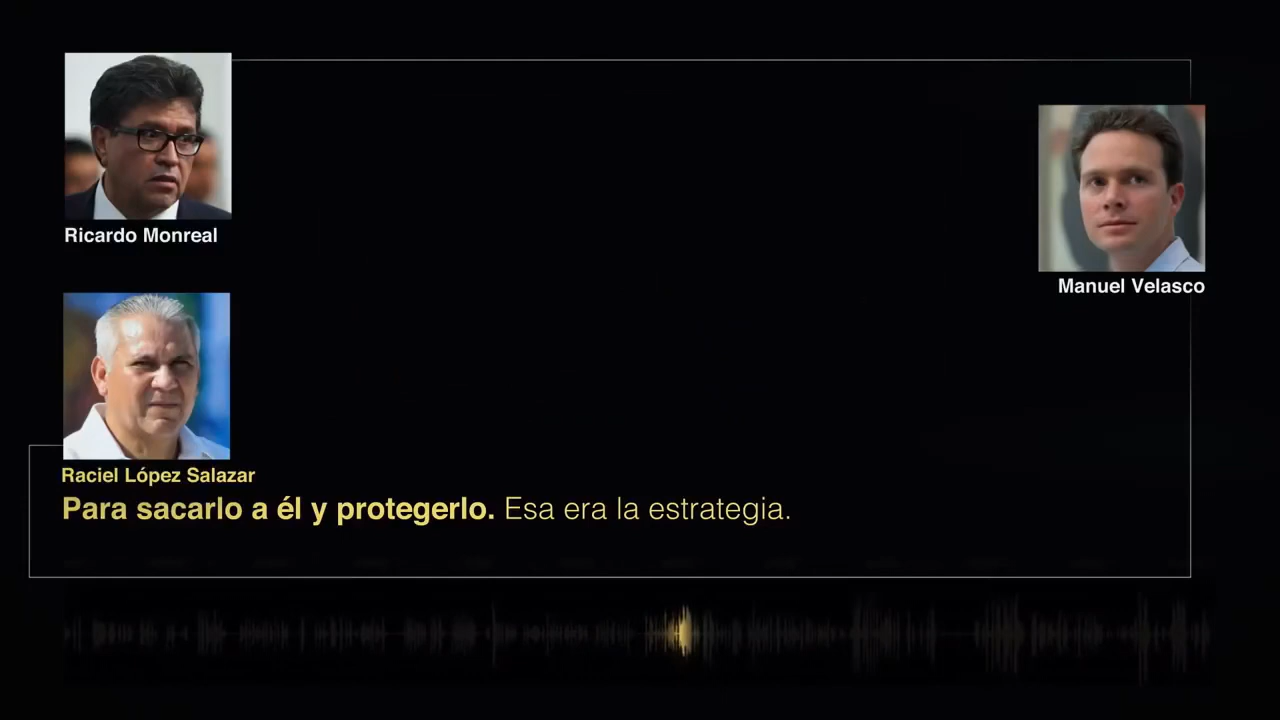 Ricardo Monreal
Manuel Velasco
Raciel López Salazar
Para sacarlo a él y protegerlo. Esa era la estrategia.